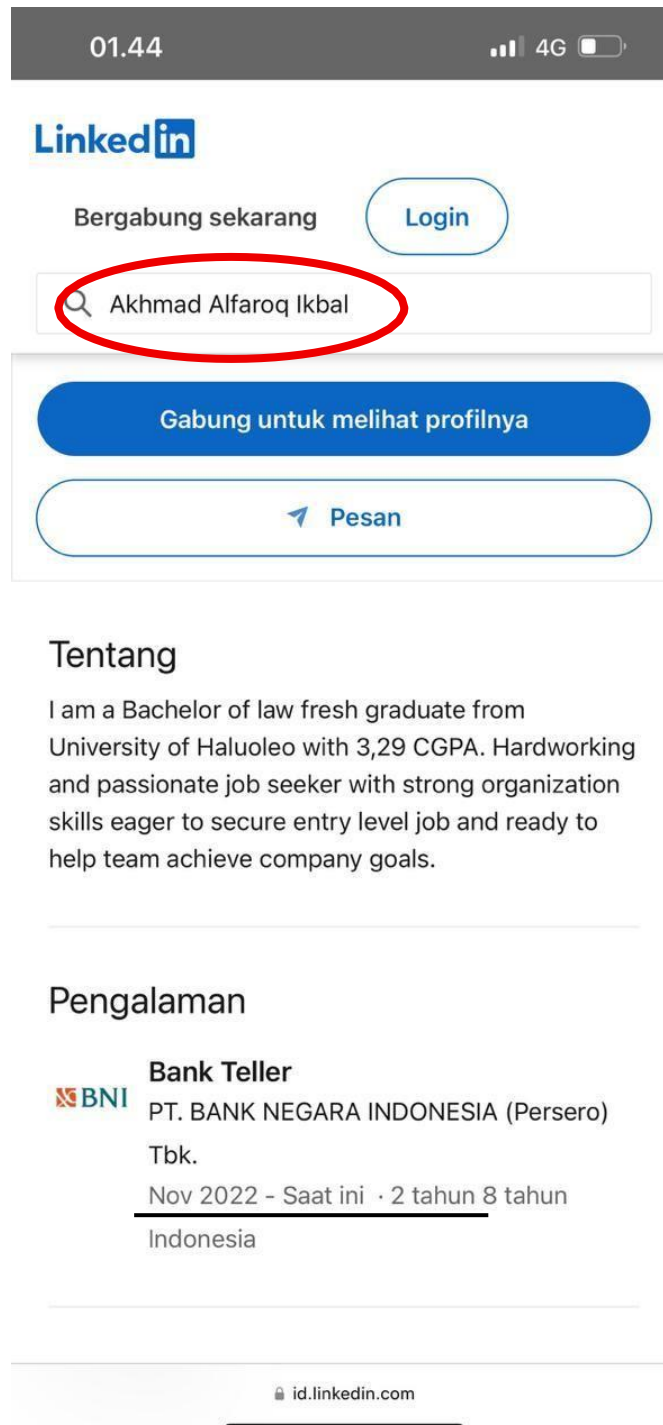 01.44
4G
Linked in
Bergabung sekarang
Login
Akhmad Alfaroq Ikbal
Gabung untuk melihat profilnya
Pesan
Tentang
I am a Bachelor of law fresh graduate from
University of Haluoleo with 3,29 CGPA. Hardworking
and passionate job seeker with strong organization
skills eager to secure entry level job and ready to
help team achieve company goals.
Pengalaman
BNI
Bank Teller
PT. BANK NEGARA INDONESIA (Persero)
Tbk.
Nov 2022 - Saat ini · 2 tahun 8 tahun
Indonesia
id.linkedin.com